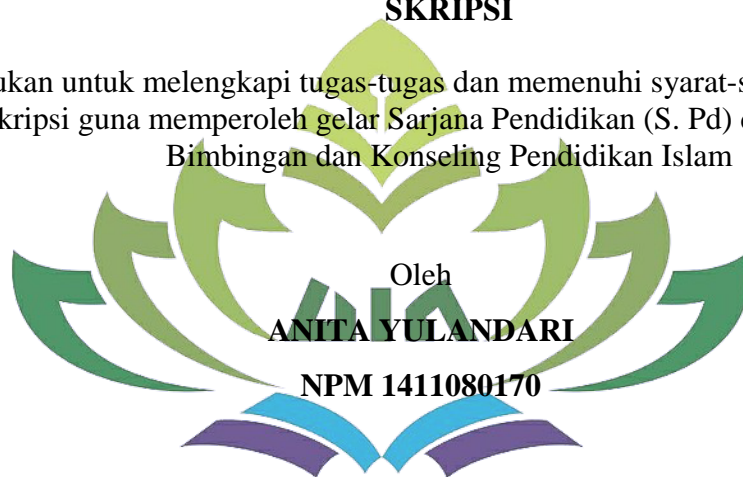 SKRIPSI
ukan untuk melengkapi tugas-tugas dan memenuhi syarat-s
kripsi guna memperoleh gelar Sarjana Pendidikan (S. Pd)
Bimbingan dan Konseling Pendidikan Islam
Oleh
ANITA YULANDARI
NPM 1411080170